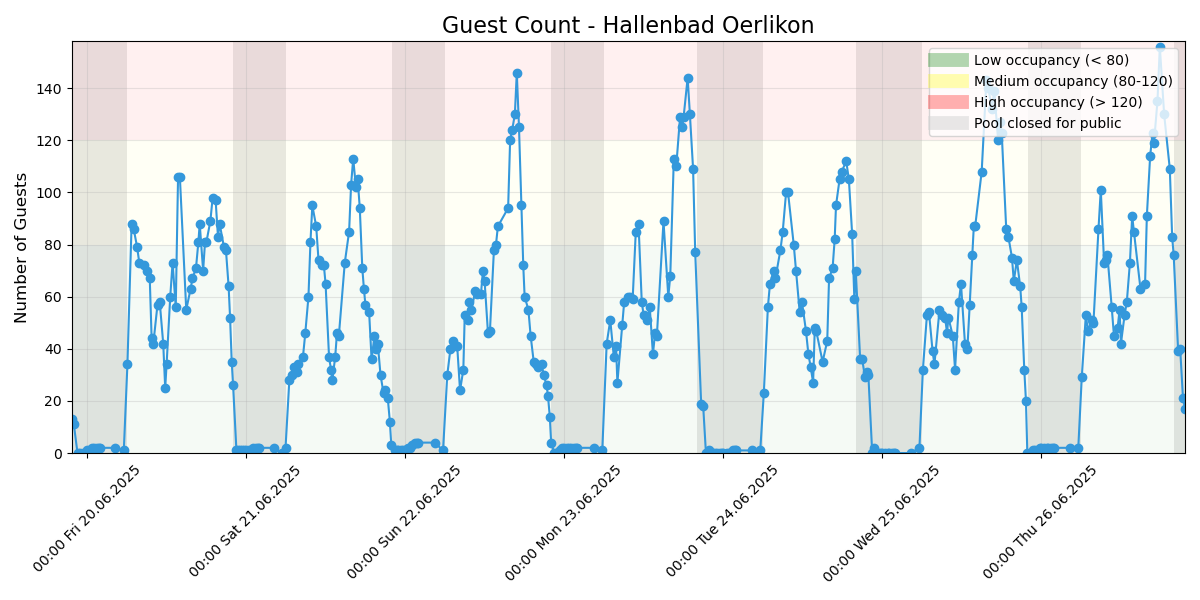 Guest Count - Hallenbad Oerlikon
Number of Guests
140
120
100
80
60
40
20
0
Low occupancy (< 80)
Medium occupancy (80-120)
High occupancy (> 120)
Pool closed for public
00:00 Fri 20.06.2025
00:00 Sat 21.06.2025
00:00 Sun 22.06.2025
00:00 Mon 23.06.2025
00:00 Tue 24.06.2025
00:00 Wed 25.06.2025
00:00 Thu 26.06.2025